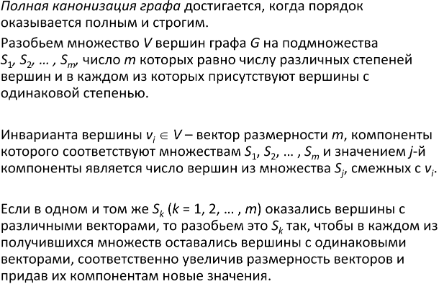 Полная канонизация графа достигается, когда порядок
оказывается полным и строгим.
Разобьем множество V вершин графа G на подмножества
S₁, S₂, ... , Sₘ, число m которых равно числу различных степеней
вершин и в каждом из которых присутствуют вершины с
одинаковой степенью.
Инварианта вершины vᵢ ∈ V – вектор размерности m, компоненты
которого соответствуют множествам S₁, S₂, ... , Sₘ и значением j-й
компоненты является число вершин из множества Sⱼ, смежных с vᵢ.
Если в одном и том же Sₖ (k = 1, 2, ... , m) оказались вершины с
различными векторами, то разобьем это Sₖ так, чтобы в каждом из
получившихся множеств оставались вершины с одинаковыми
векторами, соответственно увеличив размерность векторов и
придав их компонентам новые значения.